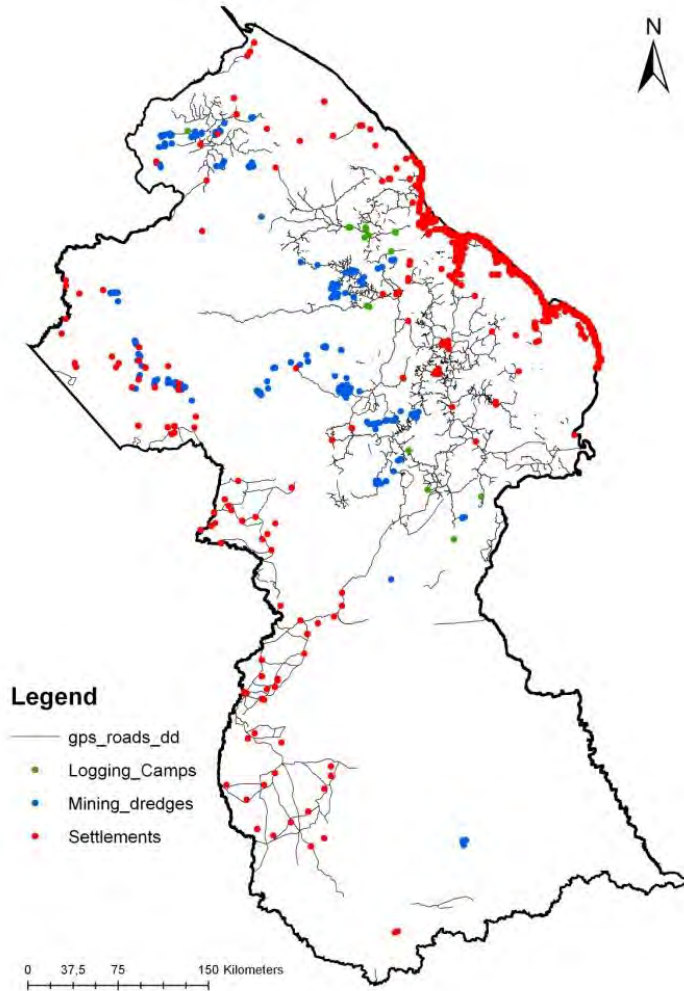 N
Legend
gps_roads_dd
Logging_Camps
Mining_dredges
Settlements
0 37,5 75 150 Kilometers